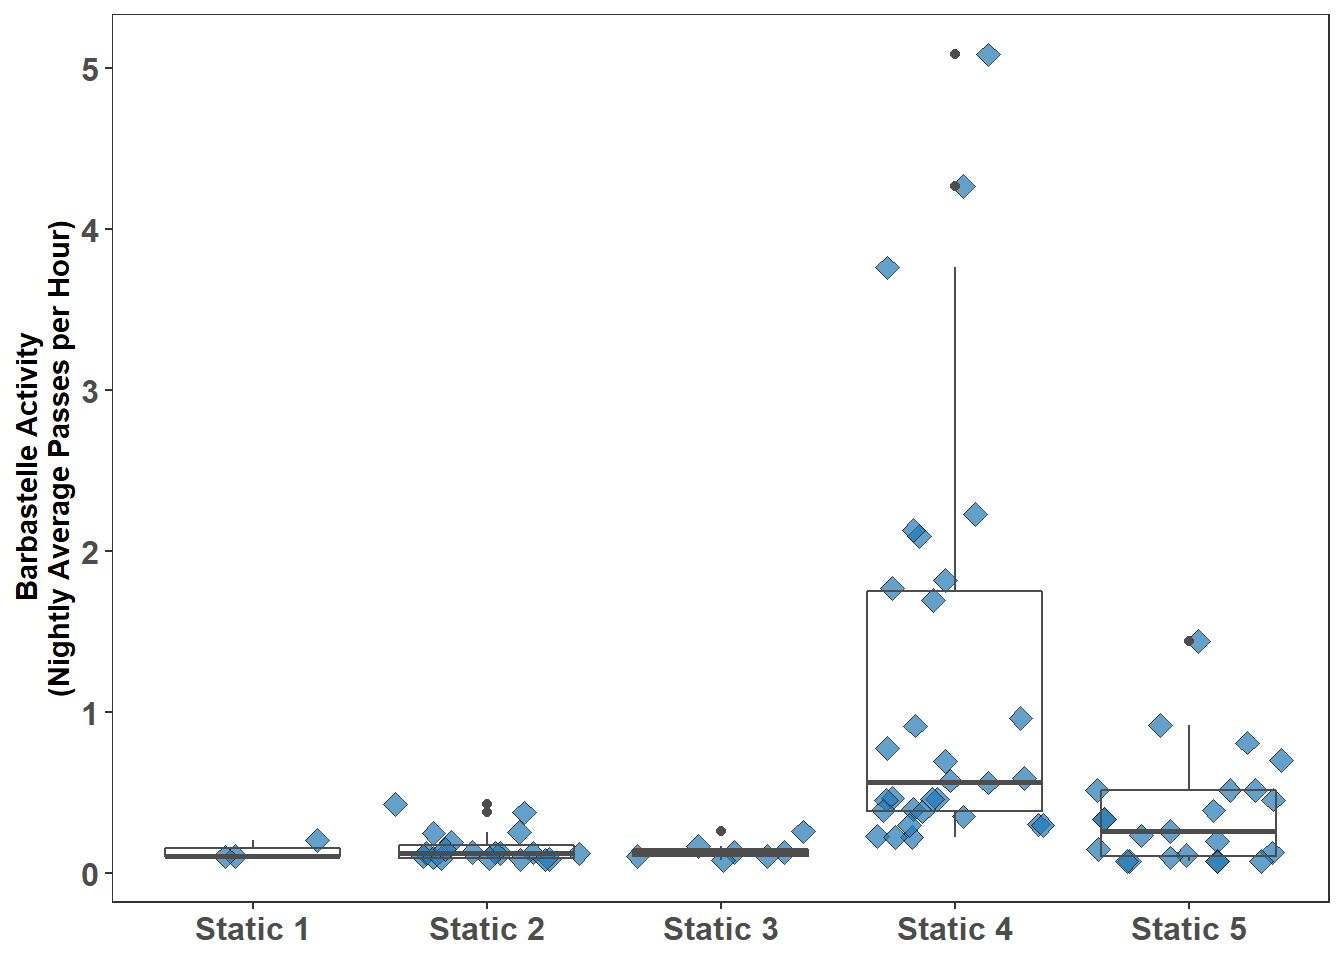 Barbastelle Activity
(Nightly Average Passes per Hour)
5
4
3
2
1
0
Static 1
Static 2
Static 3
Static 4
Static 5